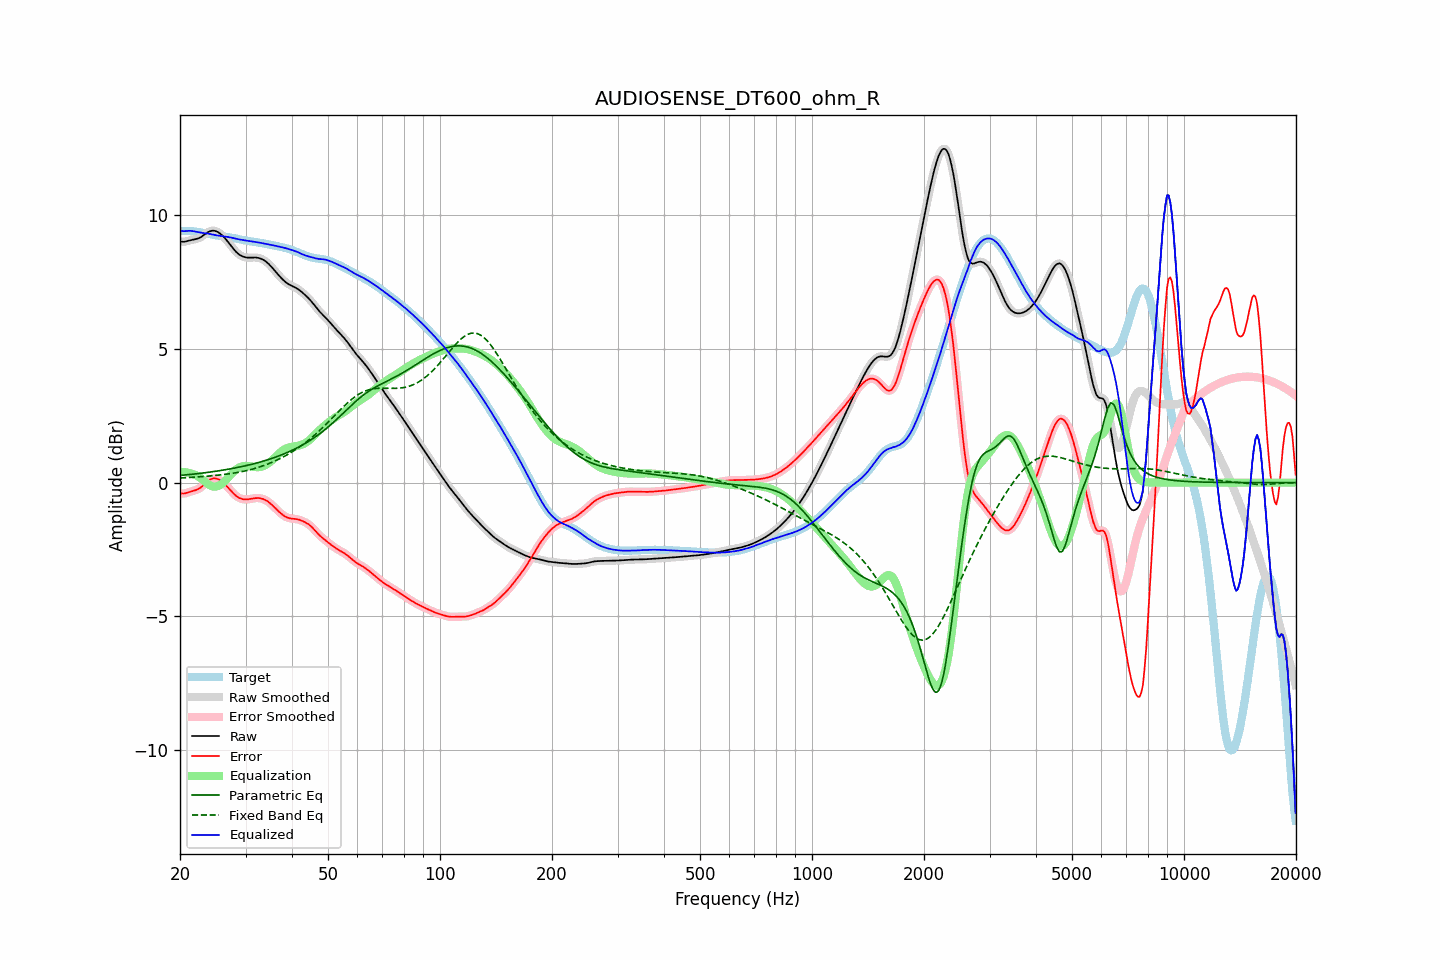 AUDIOSENSE_DT600_ohm_R
Amplitude (dBr)
10
5
0
−5
−10
Target
Raw Smoothed
Error Smoothed
Raw
Error
Equalization
Parametric Eq
Fixed Band Eq
Equalized
20 50 100 200 500 1000 2000 5000 10000 20000
Frequency (Hz)